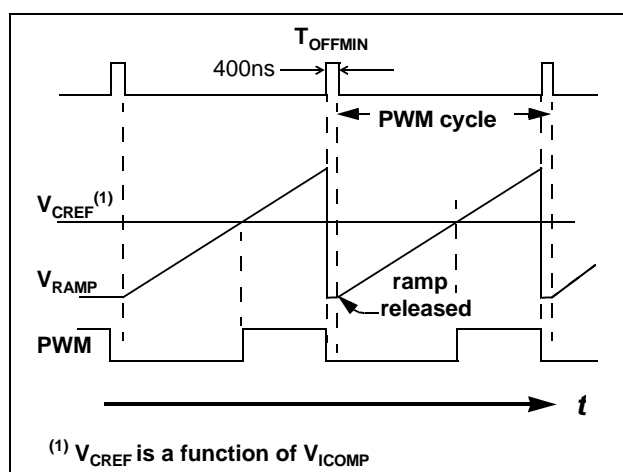 TOFFMIN
400ns
PWM cycle
VCREF(1)
VRAMP
ramp
released
PWM
t
(1) VCREF is a function of VICOMP